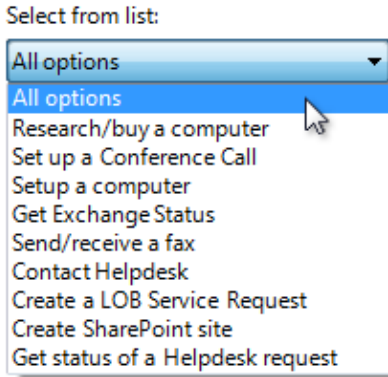 Select from list:
All options
All options
Research/buy a computer
Set up a Conference Call
Setup a computer
Get Exchange Status
Send/receive a fax
Contact Helpdesk
Create a LOB Service Request
Create SharePoint site
Get status of a Helpdesk request